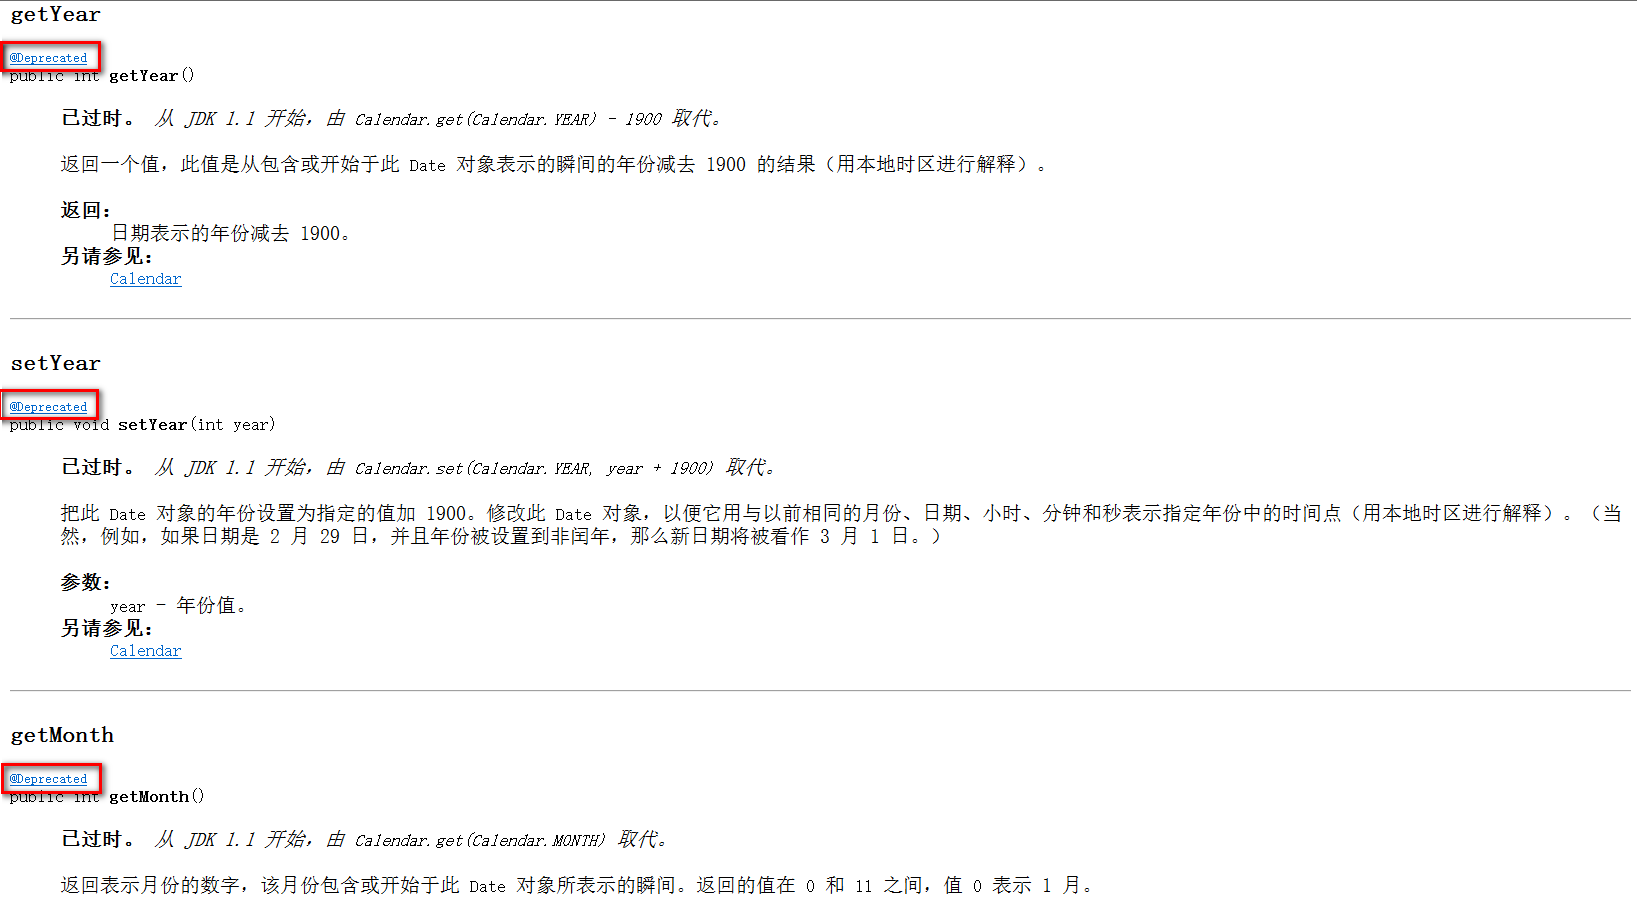 getYear
@Deprecated
public int getYear()
已过时。 从 JDK 1.1 开始，由 Calendar.get(Calendar.YEAR) - 1900 取代。
返回一个值，此值是从包含或开始于此 Date 对象表示的瞬间的年份减去 1900 的结果（用本地时区进行解释）。
返回：
日期表示的年份减去 1900。
另请参见：
Calendar
setYear
@Deprecated
public void setYear(int year)
已过时。 从 JDK 1.1 开始，由 Calendar.set(Calendar.YEAR, year + 1900) 取代。
把此 Date 对象的年份设置为指定的值加 1900。修改此 Date 对象，以便它用与以前相同的月份、日期、小时、分钟和秒表示指定年份中的时间点（用本地时区进行解释）。（当
然，例如，如果日期是 2 月 29 日，并且年份被设置到非闰年，那么新日期将被看作 3 月 1 日。）
参数：
year - 年份值。
另请参见：
Calendar
getMonth
@Deprecated
public int getMonth()
已过时。 从 JDK 1.1 开始，由 Calendar.get(Calendar.MONTH) 取代。
返回表示月份的数字，该月份包含或开始于此 Date 对象所表示的瞬间。返回的值在 0 和 11 之间，值 0 表示 1 月。